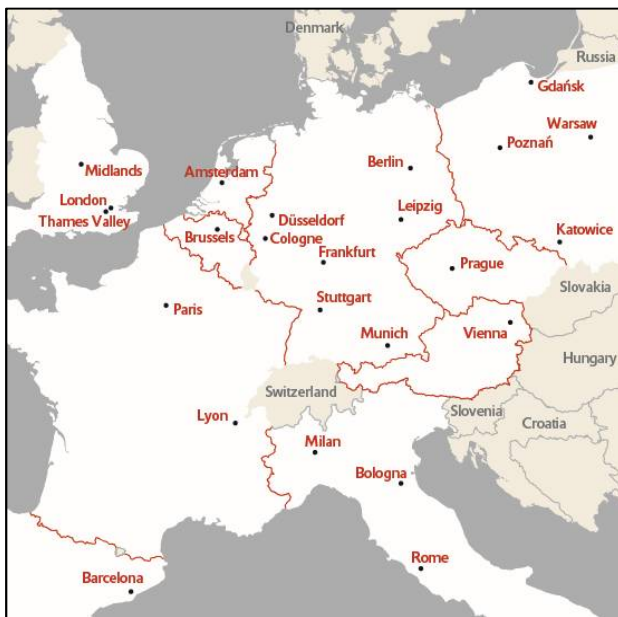 Denmark
Russia
Gdańsk
Warsaw
Poznań
Midlands
Amsterdam
Berlin
London
Thames Valley
Düsseldorf
Leipzig
Brussels
Cologne
Katowice
Frankfurt
Prague
Slovakia
Paris
Stuttgart
Munich
Vienna
Hungary
Switzerland
Slovenia
Croatia
Lyon
Milan
Bologna
Rome
Barcelona